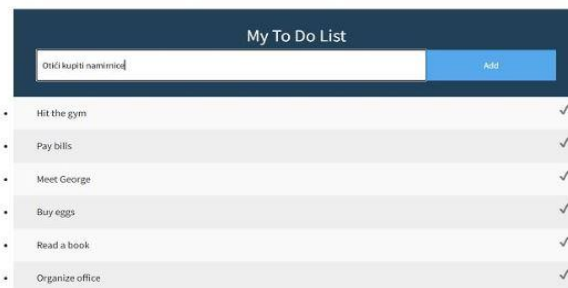 My To Do List
Otići kupiti namirnice
Add
Hit the gym
Pay bills
Meet George
Buy eggs
Read a book
Organize office